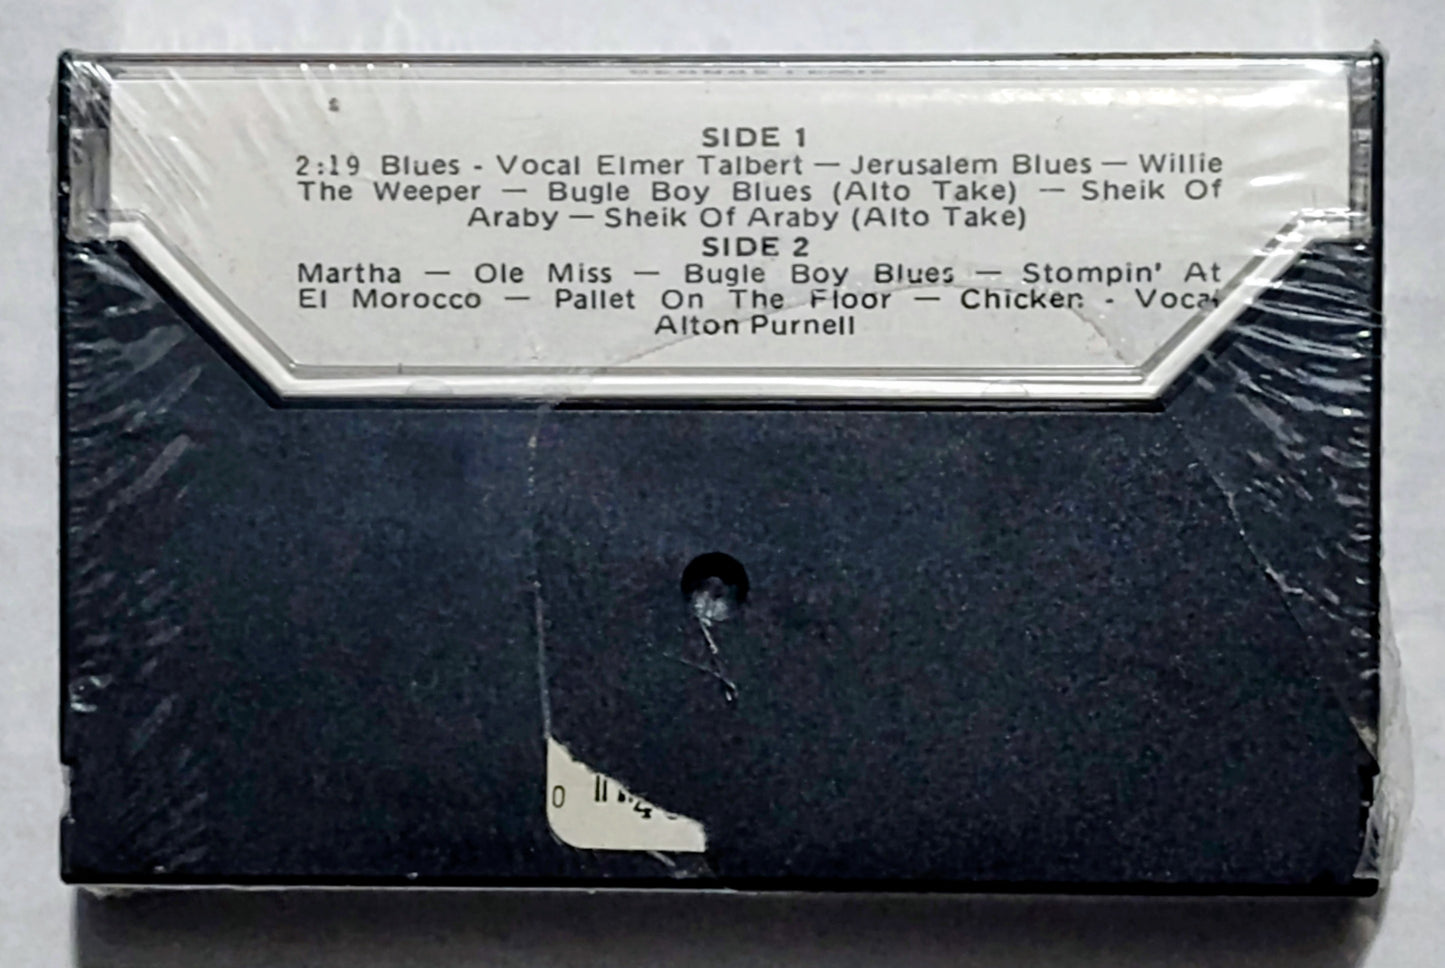 SIDE 1
2:19 Blues - Vocal Elmer Talbert — Jerusalem Blues — Willie
The Weeper — Bugle Boy Blues (Alto Take) — Sheik Of
Araby — Sheik Of Araby (Alto Take)
SIDE 2
Martha — Ole Miss — Bugle Boy Blues — Stompin' At
El Morocco — Pallet On The Floor — Chicken - Vocal
Alton Purnell
0